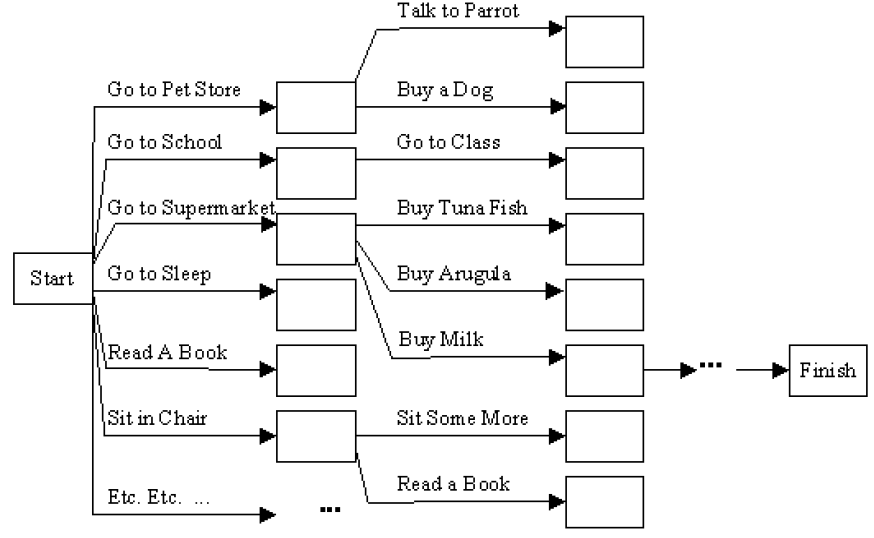 Talk to Parrot
Go to Pet Store
Buy a Dog
Go to School
Go to Class
Go to Supermarket
Buy Tuna Fish
Start
Go to Sleep
Buy Arugula
Read A Book
Buy Milk
...
Finish
Sit in Chair
Sit Some More
Etc. Etc. ...
...
Read a Book